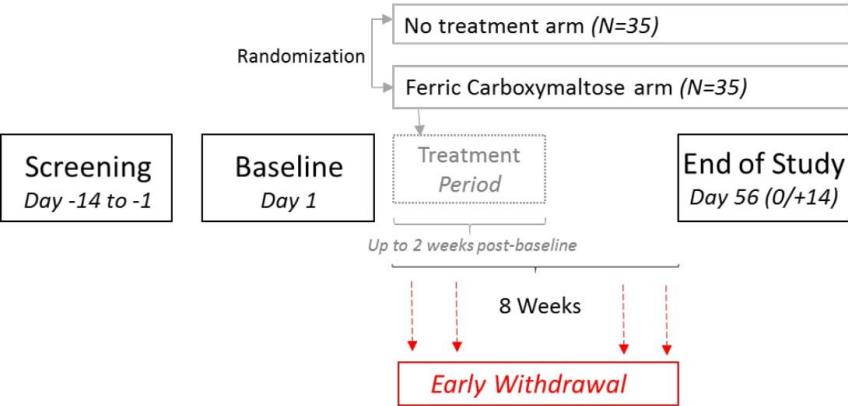 No treatment arm (N=35)
Randomization
Ferric Carboxymaltose arm (N=35)
Screening
Day -14 to -1
Baseline
Day 1
Treatment
Period
End of Study
Day 56 (0/+14)
Up to 2 weeks post-baseline
8 Weeks
Early Withdrawal